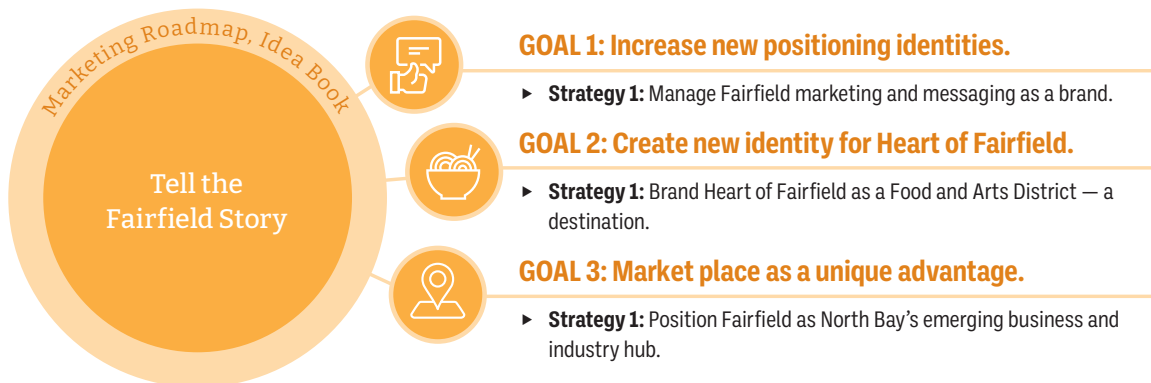 Marketing Roadmap, Idea Book
Tell the
Fairfield Story
GOAL 1: Increase new positioning identities.
▸ Strategy 1: Manage Fairfield marketing and messaging as a brand.
GOAL 2: Create new identity for Heart of Fairfield.
▸ Strategy 1: Brand Heart of Fairfield as a Food and Arts District — a
destination.
GOAL 3: Market place as a unique advantage.
▸ Strategy 1: Position Fairfield as North Bay’s emerging business and
industry hub.